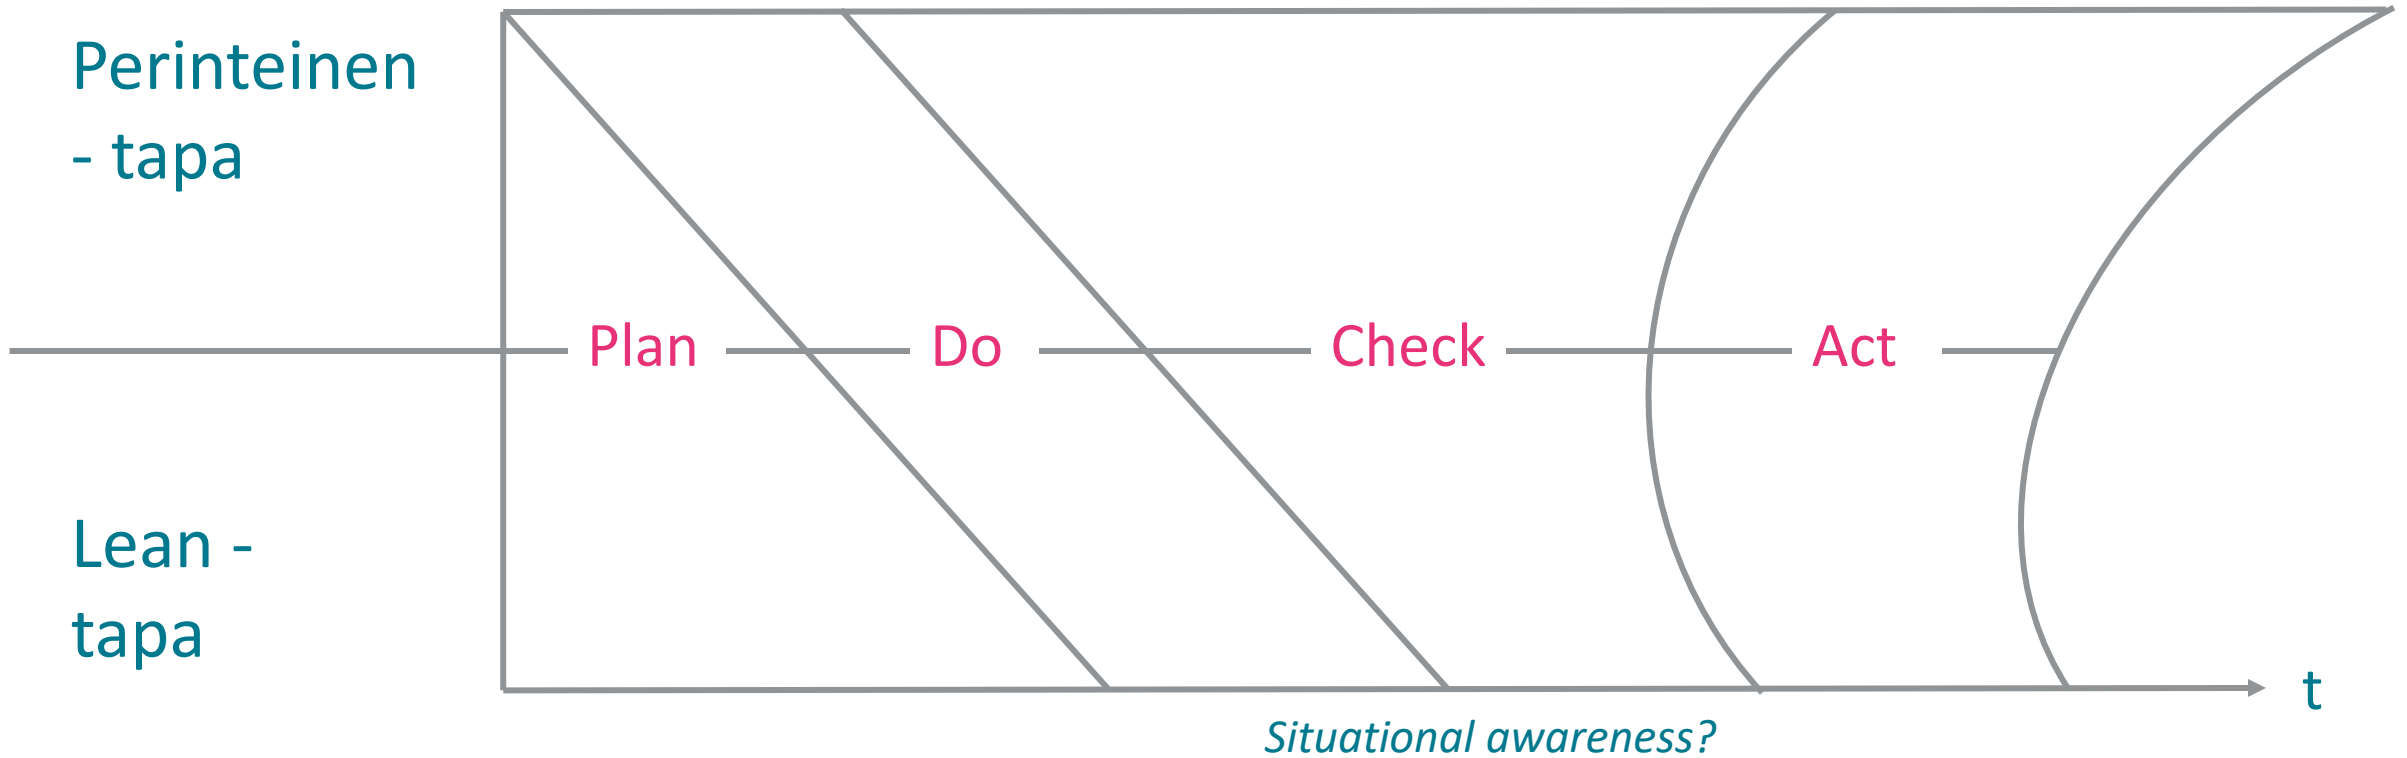 Perinteinen
- tapa
Plan Do Check Act
Lean -
tapa
t
Situational awareness?